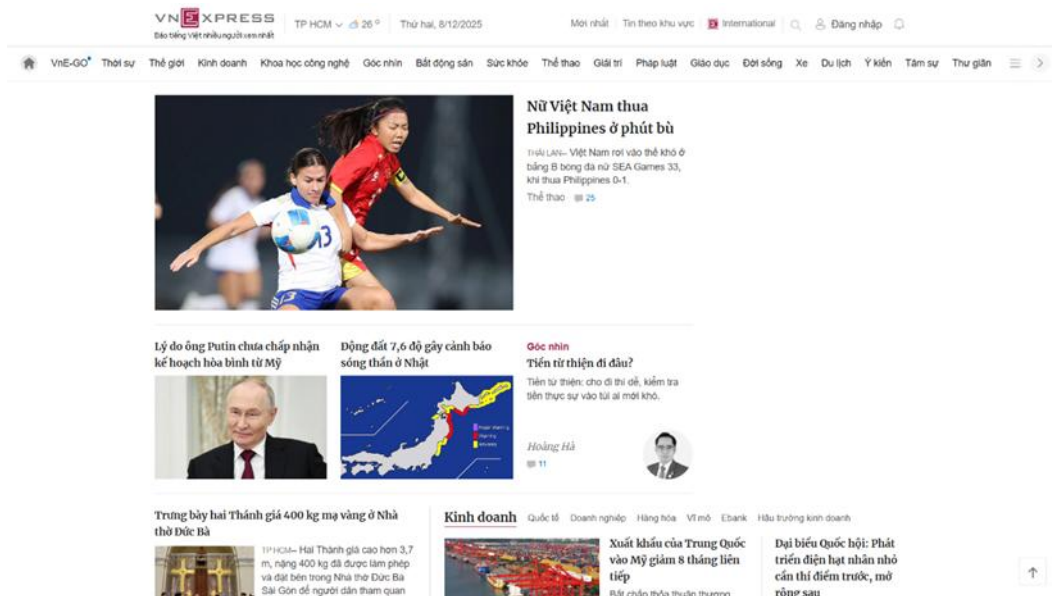 VNEXPRESS
Báo tiếng Việt nhiều người xem nhất
TP HCM 26° Thứ hai, 8/12/2025
Mới nhất Tin theo khu vực E International Đăng nhập
VnE-GO Thời sự Thế giới Kinh doanh Khoa học công nghệ Góc nhìn Bất động sản Sức khỏe Thể thao Giải trí Pháp luật Giáo dục Đời sống Xe Du lịch Ý kiến Tâm sự Thư giãn
Nữ Việt Nam thua
Philippines ở phút bù
THÁI LAN– Việt Nam rơi vào thế khó ở
bảng B bóng đá nữ SEA Games 33,
khi thua Philippines 0-1.
Thể thao 25
13
13
Lý do ông Putin chưa chấp nhận
kế hoạch hòa bình từ Mỹ
Động đất 7,6 độ gây cảnh báo
sóng thần ở Nhật
Góc nhìn
Tiền từ thiện đi đâu?
Tiền từ thiện: cho đi thì dễ, kiểm tra
tiền thực sự vào túi ai mới khó.
Hoàng Hà
11
Trưng bày hai Thánh giá 400 kg mạ vàng ở Nhà
thờ Đức Bà
TP HCM– Hai Thánh giá cao hơn 3,7
m, nặng 400 kg đã được làm phép
và đặt bên trong Nhà thờ Đức Bà
Sài Gòn để người dân tham quan
Kinh doanh Quốc tế Doanh nghiệp Hàng hóa Vĩ mô Ebank Hậu trường kinh doanh
Xuất khẩu của Trung Quốc
vào Mỹ giảm 8 tháng liên
tiếp
Bất chấp thỏa thuận thương
Đại biểu Quốc hội: Phát
triển điện hạt nhân nhỏ
cần thí điểm trước, mở
rộng sau